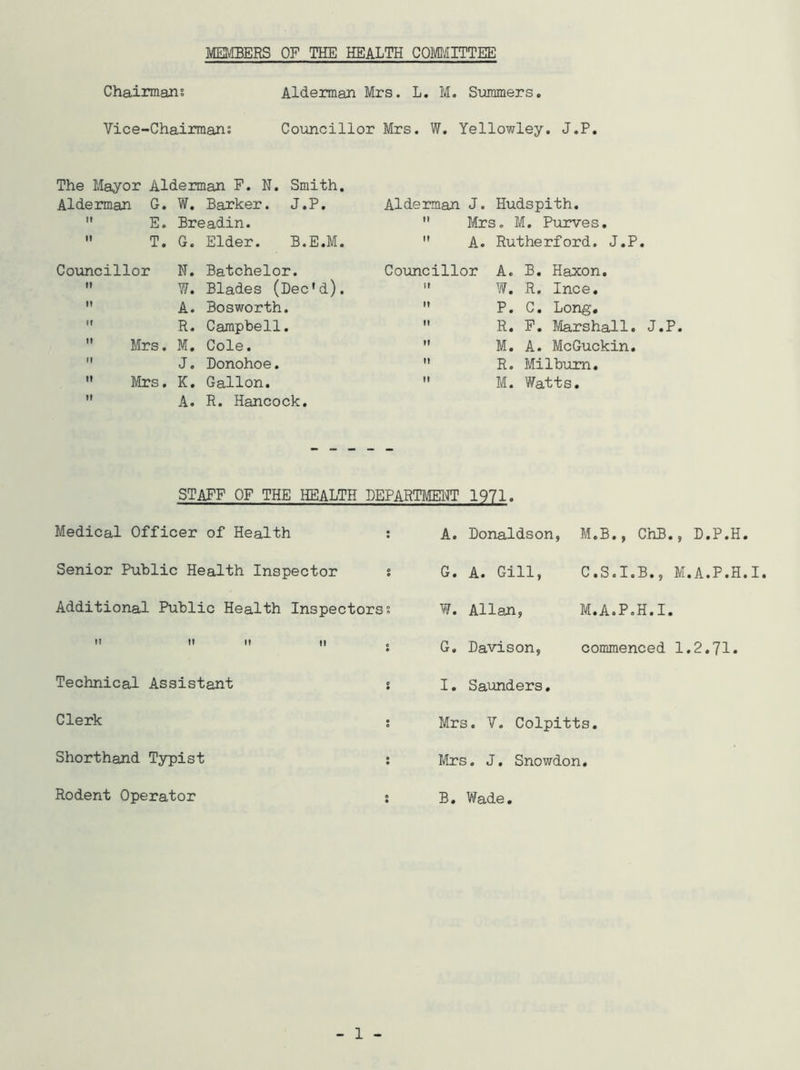 MEMBERS OF THE HEALTH COMMITTEE
Chairman: Alderman Mrs. L. M. Summers.
Vice-Chairman: Councillor Mrs. W. Yellowley. J.P.
The Mayor Alderman F. N. Smith.
Alderman G. W. Barker. J.P. Alderman J. Hudspith.
" E. Breadin. " Mrs. M. Purves.
" T. G. Elder. B.E.M. " A. Rutherford. J.P.
Councillor N. Batchelor. Councillor A. B. Haxon.
" W. Blades (Dec'd). " W. R. Ince.
" A. Bosworth. " P. C. Long.
" R. Campbell. " R. F. Marshall. J.P.
" Mrs. M. Cole. " M. A. McGuckin.
" J. Donohoe. " R. Milburn.
" Mrs. K. Gallon. " M. Watts.
" A. R. Hancock.
- - - - -
STAFF OF THE HEALTH DEPARTMENT 1971.
Medical Officer of Health : A. Donaldson, M.B., ChB., D.P.H.
Senior Public Health Inspector : G. A. Gill, C.S.I.B., M.A.P.H.I.
Additional Public Health Inspectors: W. Allan, M.A.P.H.I.
" " " " : G. Davison, commenced 1.2.71.
Technical Assistant : I. Saunders.
Clerk : Mrs. V. Colpitts.
Shorthand Typist : Mrs. J. Snowdon.
Rodent Operator : B. Wade.
- 1 -